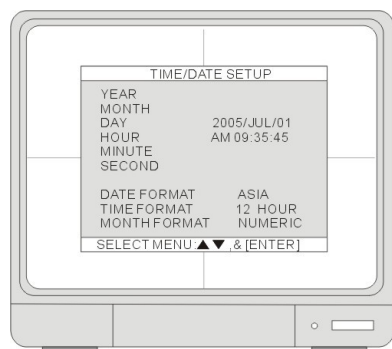 TIME/DATE SETUP
YEAR
MONTH
DAY 2005/JUL/01
HOUR AM 09:35:45
MINUTE
SECOND
DATE FORMAT ASIA
TIME FORMAT 12 HOUR
MONTH FORMAT NUMERIC
SELECT MENU:▲▼,& [ENTER]